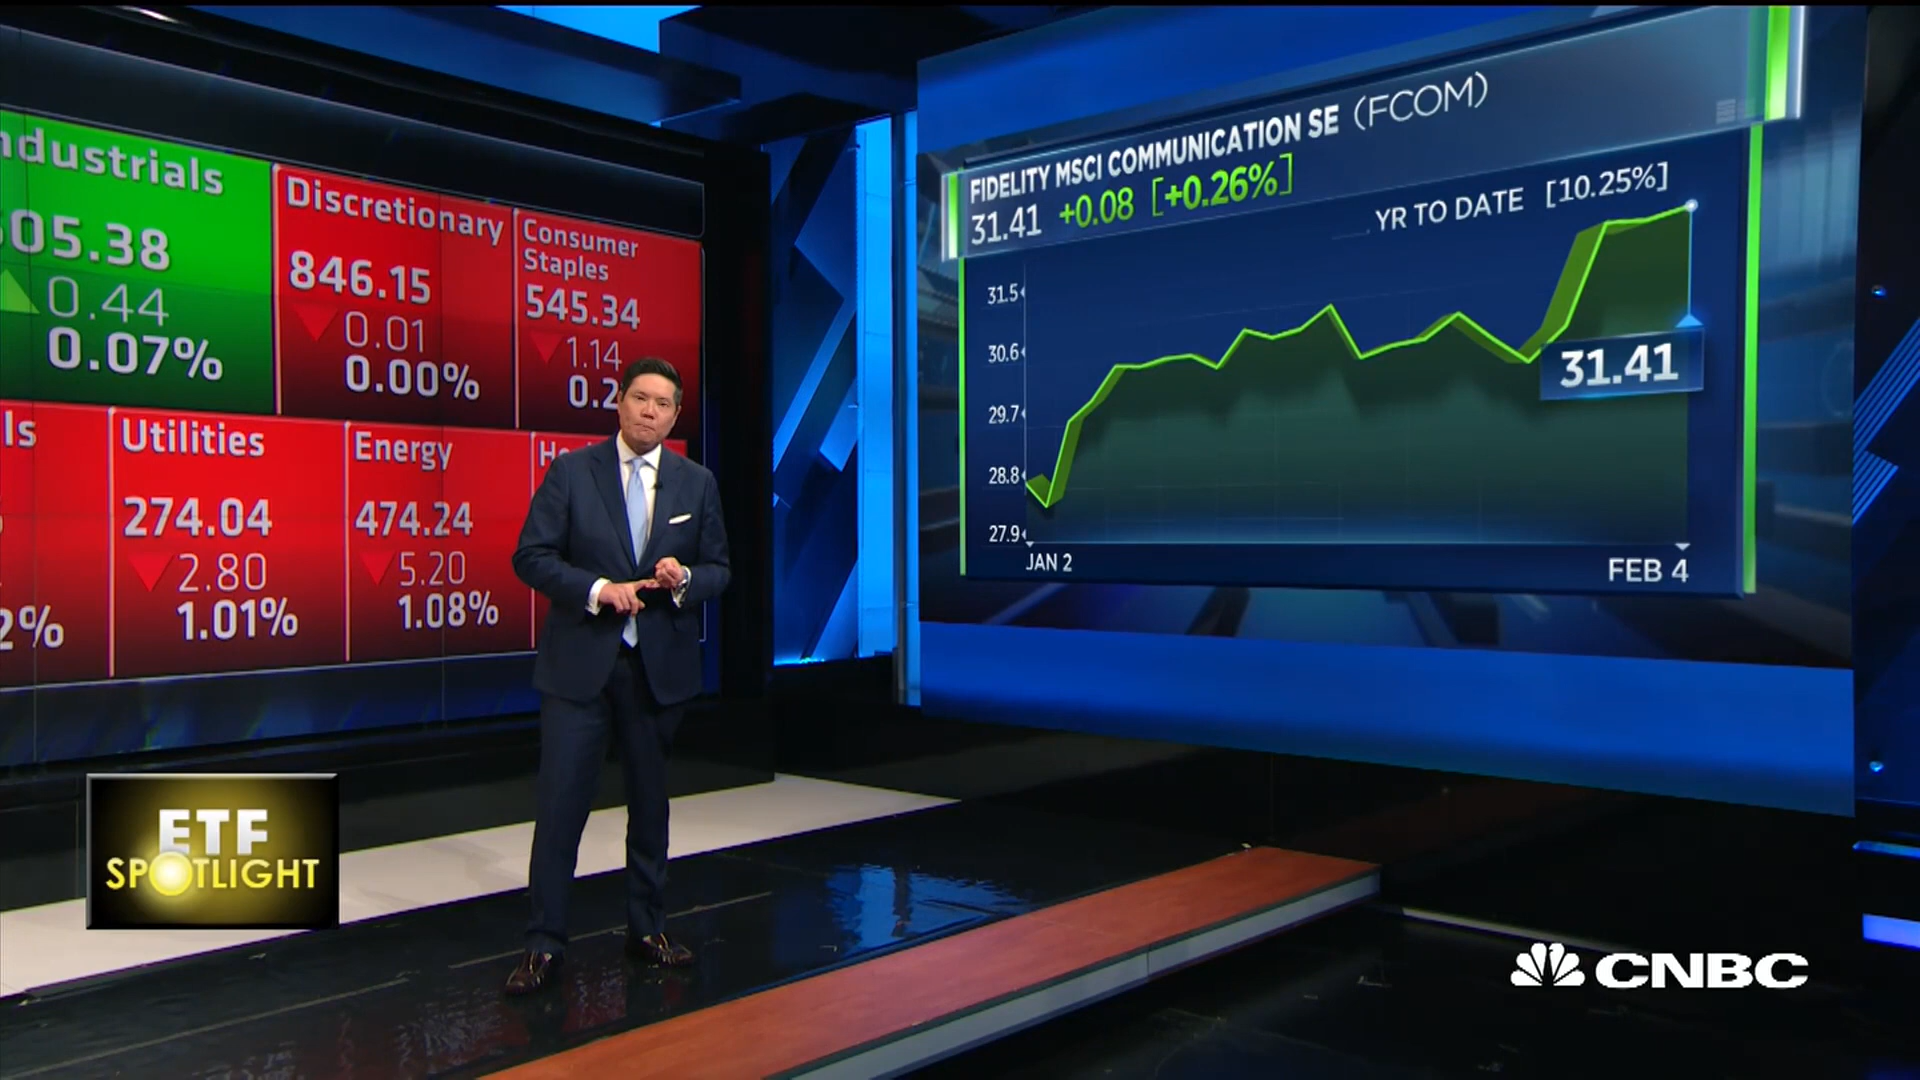 ndustrials
05.38
0.44
0.07%
Discretionary
846.15
0.01
0.00%
Consumer
Staples
545.34
1.14
0.2
ls
2%
Utilities
274.04
2.80
1.01%
Energy
474.24
5.20
1.08%
FIDELITY MSCI COMMUNICATION SE (FCOM)
31.41 +0.08 [+0.26%]
YR TO DATE [10.25%]
31.5
30.6
29.7
28.8
27.9
31.41
JAN 2
FEB 4
ETF
SPOTLIGHT
CNBC